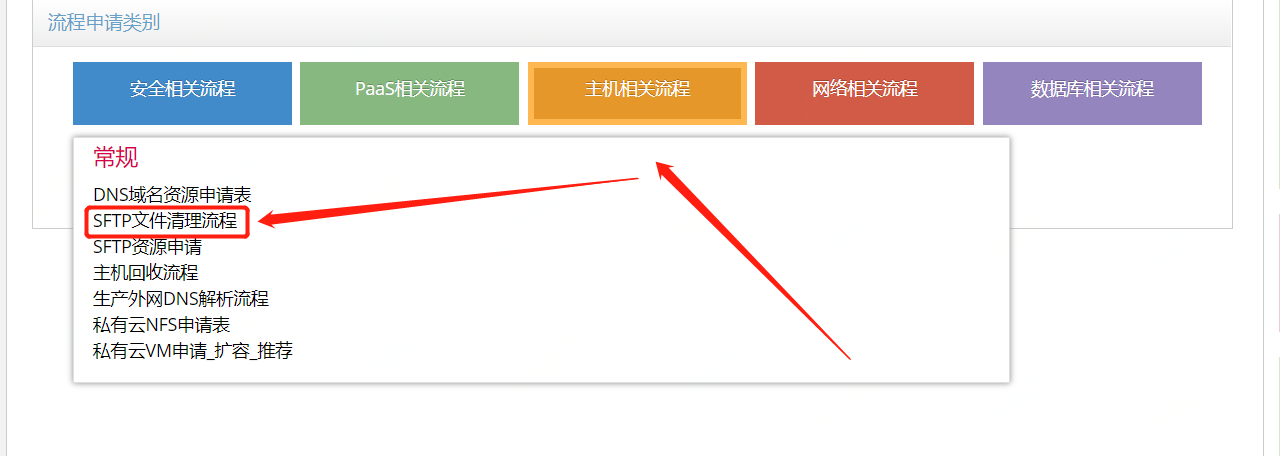 流程申请类别
安全相关流程 PaaS相关流程 主机相关流程 网络相关流程 数据库相关流程
常规
DNS域名资源申请表
SFTP文件清理流程
SFTP资源申请
主机回收流程
生产外网DNS解析流程
私有云NFS申请表
私有云VM申请_扩容_推荐